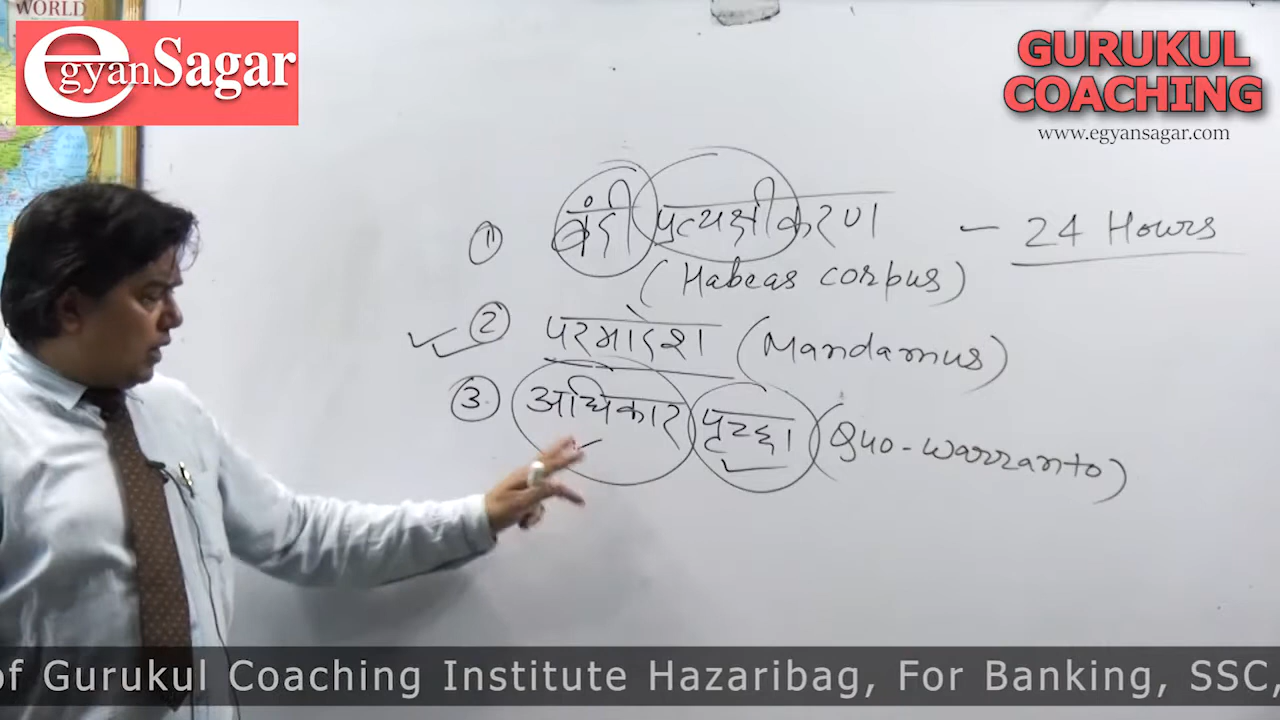 WORLD
egyanSagar
GURUKUL
COACHING
www.egyansagar.com
① बंदी प्रत्यक्षीकरण — 24 Hours
(Habeas corpus)
② परमादेश (Mandamus)
③ अधिकार पृच्छा (Quo-warranto)
of Gurukul Coaching Institute Hazaribag, For Banking, SSC,